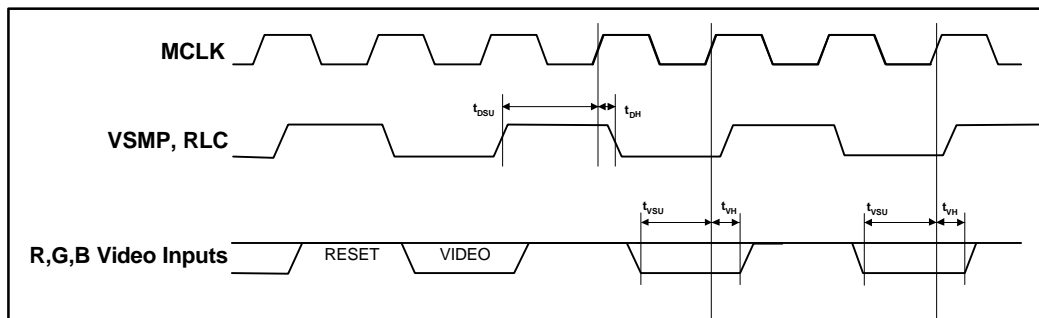 MCLK
tDSU
tDH
VSMP, RLC
tVSU
tVH
tVSU
tVH
R,G,B Video Inputs
RESET
VIDEO